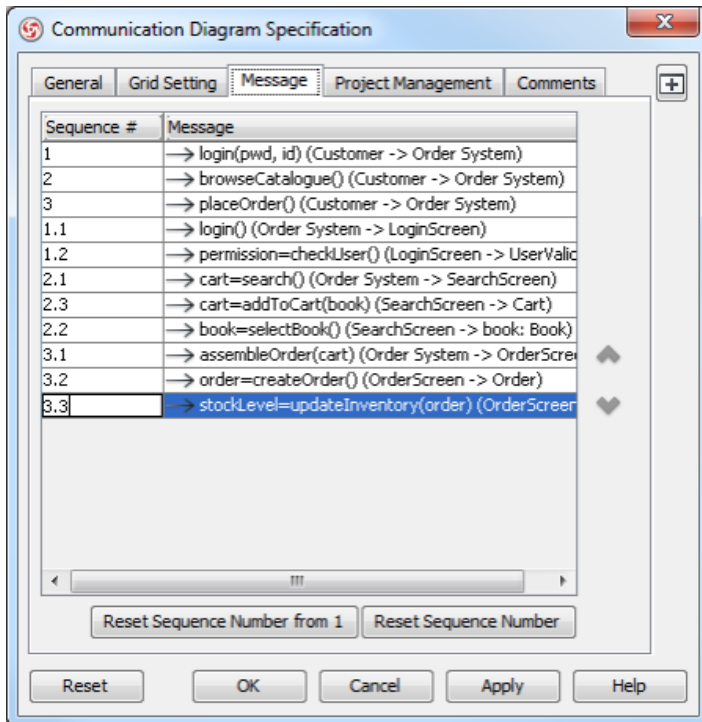 Communication Diagram Specification
General Grid Setting Message Project Management Comments
Sequence # Message
1 login(pwd, id) (Customer -> Order System)
2 browseCatalogue() (Customer -> Order System)
3 placeOrder() (Customer -> Order System)
1.1 login() (Order System -> LoginScreen)
1.2 permission=checkUser() (LoginScreen -> UserValid
2.1 cart=search() (Order System -> SearchScreen)
2.3 cart=addToCart(book) (SearchScreen -> Cart)
2.2 book=selectBook() (SearchScreen -> book: Book)
3.1 assembleOrder(cart) (Order System -> OrderScree
3.2 order=createOrder() (OrderScreen -> Order)
3.3 stockLevel=updateInventory(order) (OrderScreen
Reset Sequence Number from 1 Reset Sequence Number
Reset OK Cancel Apply Help